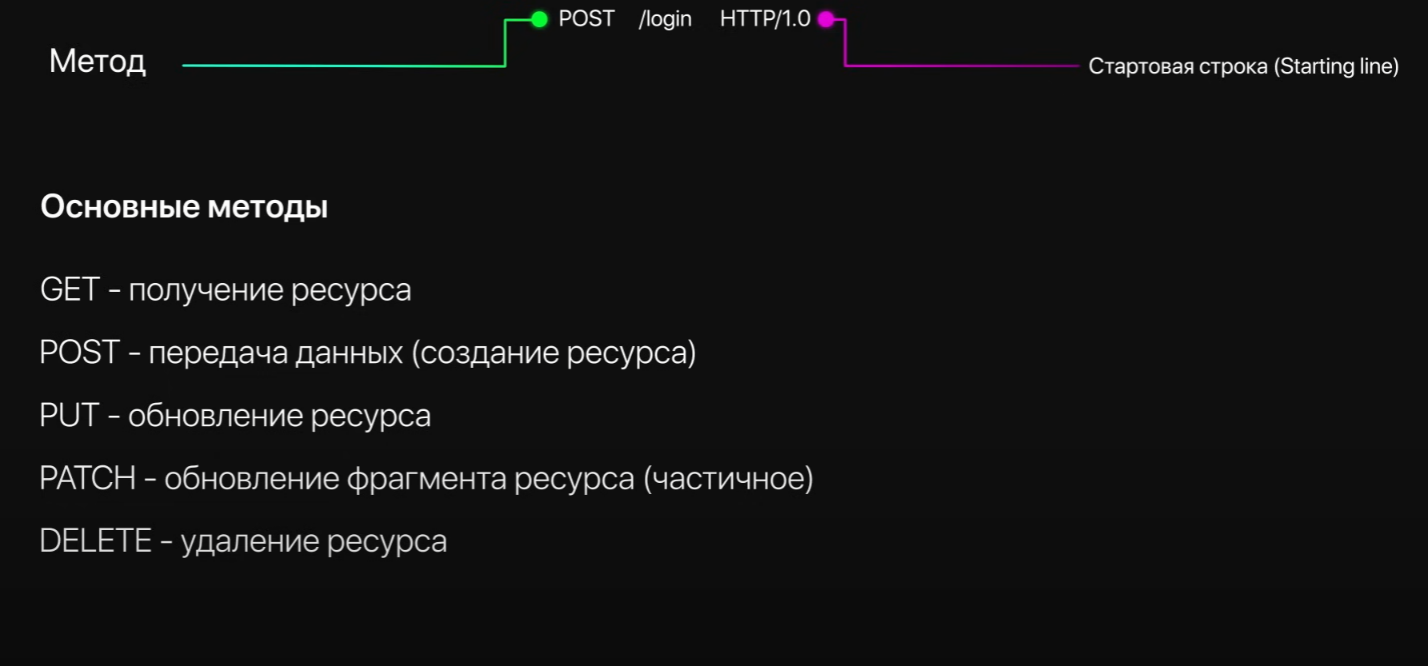 POST /login HTTP/1.0
Метод
Стартовая строка (Starting line)
Основные методы
GET - получение ресурса
POST - передача данных (создание ресурса)
PUT - обновление ресурса
PATCH - обновление фрагмента ресурса (частичное)
DELETE - удаление ресурса